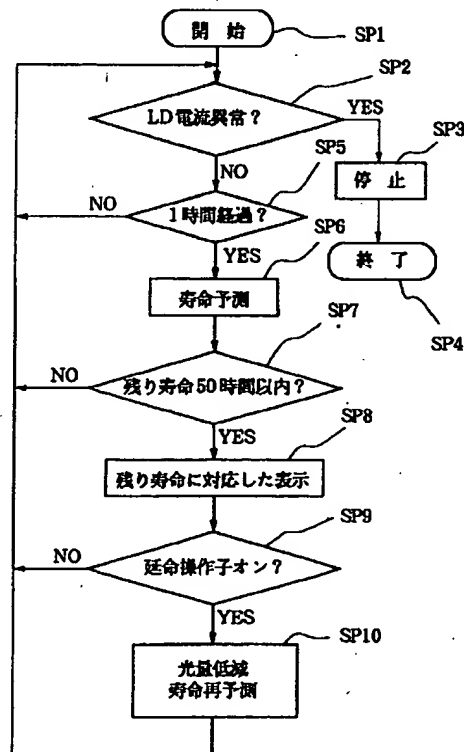 開始
SP1
SP2
LD電流異常?
YES
SP3
NO
SP5
停止
NO
1時間経過?
YES
SP6
終了
SP4
寿命予測
SP7
NO
残り寿命50時間以内?
YES
SP8
残り寿命に対応した表示
SP9
NO
延命操作子オン?
YES
SP10
光量低減
寿命再予測